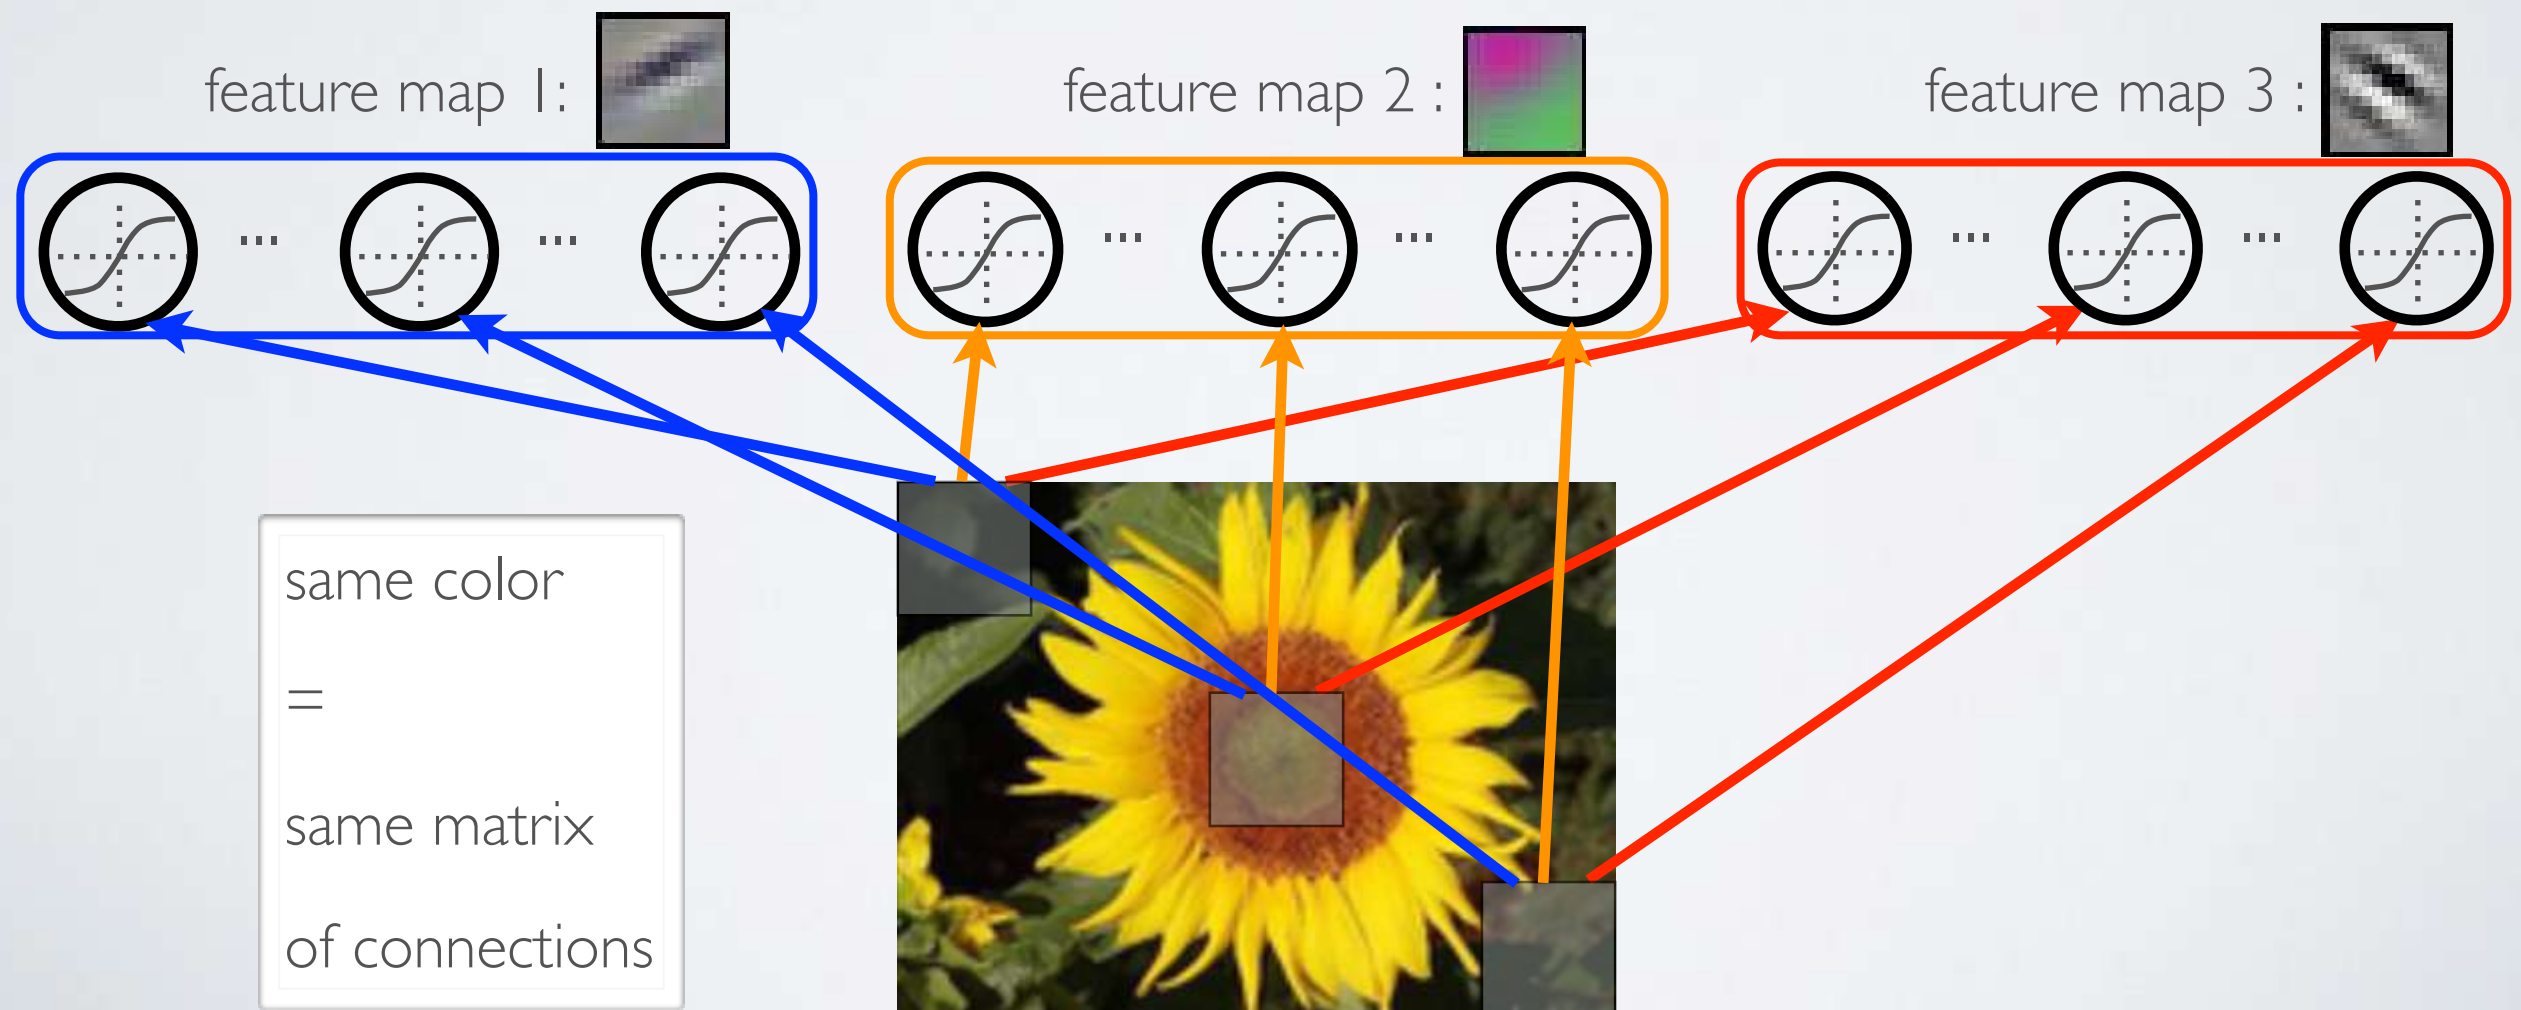 feature map 1:
feature map 2 :
feature map 3 :
... ...
... ...
... ...
same color
=
same matrix
of connections